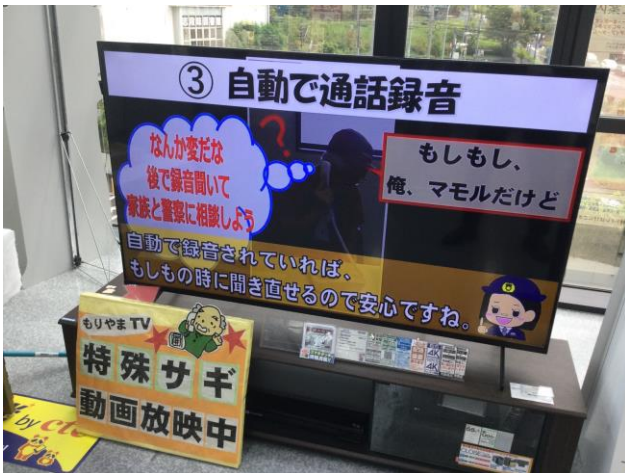 ③ 自動で通話録音
なんか変だな
後で録音聞いて
家族と警察に相談しよう
?
もしもし、
俺、マモルだけど
自動で録音されていれば、
もしもの時に聞き直せるので安心ですね。
もりやまTV
特殊サギ
動画放映中
by ctc
4K
4K